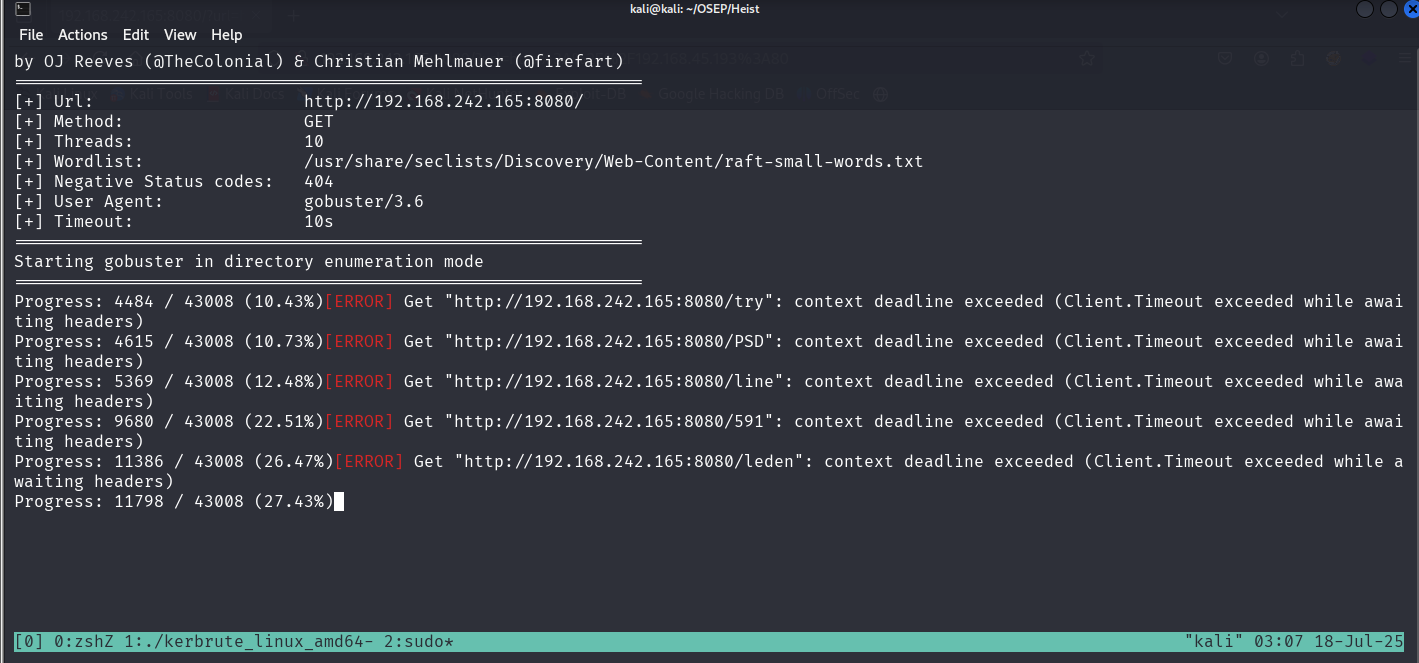 kali@kali: ~/OSEP/Heist
File Actions Edit View Help
by OJ Reeves (@TheColonial) & Christian Mehlmauer (@firefart)
===============================================================
[+] Url: http://192.168.242.165:8080/
[+] Method: GET
[+] Threads: 10
[+] Wordlist: /usr/share/seclists/Discovery/Web-Content/raft-small-words.txt
[+] Negative Status codes: 404
[+] User Agent: gobuster/3.6
[+] Timeout: 10s
===============================================================
Starting gobuster in directory enumeration mode
===============================================================
Progress: 4484 / 43008 (10.43%)[ERROR] Get "http://192.168.242.165:8080/try": context deadline exceeded (Client.Timeout exceeded while awai
ting headers)
Progress: 4615 / 43008 (10.73%)[ERROR] Get "http://192.168.242.165:8080/PSD": context deadline exceeded (Client.Timeout exceeded while awai
ting headers)
Progress: 5369 / 43008 (12.48%)[ERROR] Get "http://192.168.242.165:8080/line": context deadline exceeded (Client.Timeout exceeded while awa
iting headers)
Progress: 9680 / 43008 (22.51%)[ERROR] Get "http://192.168.242.165:8080/591": context deadline exceeded (Client.Timeout exceeded while awai
ting headers)
Progress: 11386 / 43008 (26.47%)[ERROR] Get "http://192.168.242.165:8080/leden": context deadline exceeded (Client.Timeout exceeded while a
waiting headers)
Progress: 11798 / 43008 (27.43%)
[0] 0:zshZ 1:./kerbrute_linux_amd64- 2:sudo* "kali" 03:07 18-Jul-25